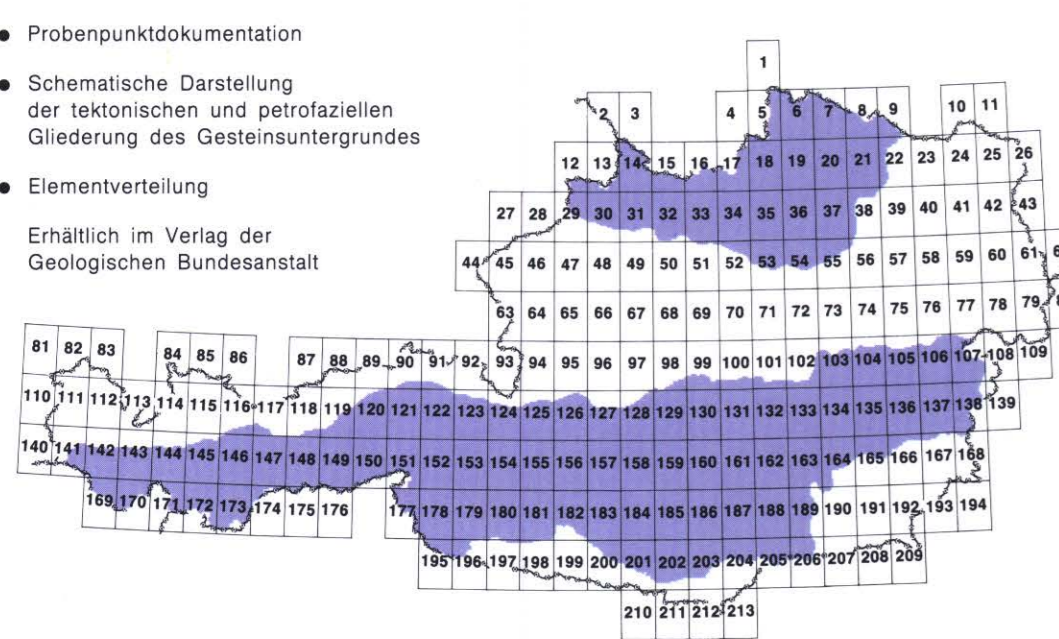 ● Probenpunktdokumentation
● Schematische Darstellung
der tektonischen und petrofaziellen
Gliederung des Gesteinsuntergrundes
● Elementverteilung
Erhältlich im Verlag der
Geologischen Bundesanstalt
1
2 3 4 5 6 7 8 9 10 11
12 13 14 15 16 17 18 19 20 21 22 23 24 25 26
27 28 29 30 31 32 33 34 35 36 37 38 39 40 41 42 43
44 45 46 47 48 49 50 51 52 53 54 55 56 57 58 59 60 61
63 64 65 66 67 68 69 70 71 72 73 74 75 76 77 78 79
81 82 83 84 85 86 87 88 89 90 91 92 93 94 95 96 97 98 99 100 101 102 103 104 105 106 107 108 109
110 111 112 113 114 115 116 117 118 119 120 121 122 123 124 125 126 127 128 129 130 131 132 133 134 135 136 137 138 139
140 141 142 143 144 145 146 147 148 149 150 151 152 153 154 155 156 157 158 159 160 161 162 163 164 165 166 167 168
169 170 171 172 173 174 175 176 177 178 179 180 181 182 183 184 185 186 187 188 189 190 191 192 193 194
195 196 197 198 199 200 201 202 203 204 205 206 207 208 209
210 211 212 213